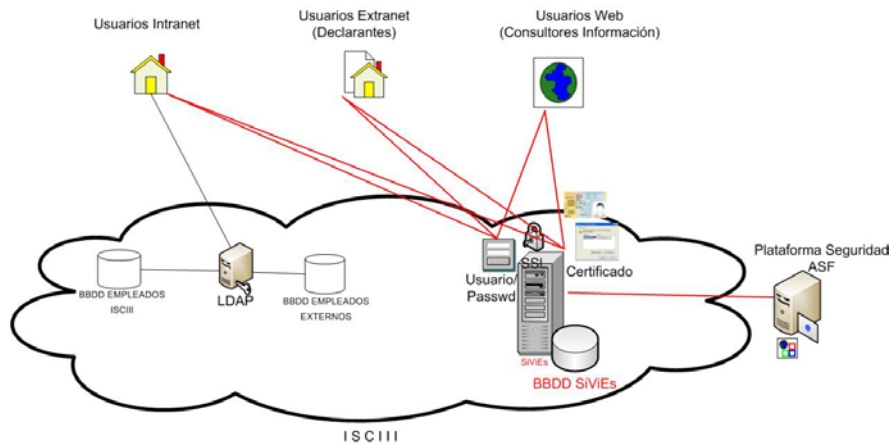 Usuarios Intranet
Usuarios Extranet
(Declarantes)
Usuarios Web
(Consultores Información)
SSL
Certificado
Usuario/
Passwd
Plataforma Seguridad
ASF
BBDD EMPLEADOS
ISCIII
LDAP
BBDD EMPLEADOS
EXTERNOS
SiViEs
BBDD SiViEs
I S C I I I